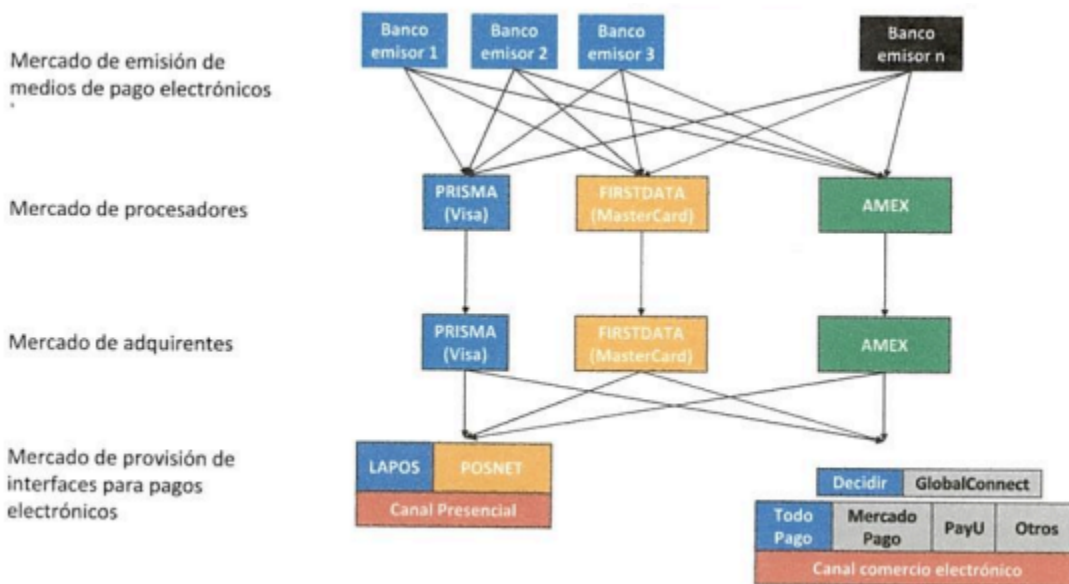 Mercado de emisión de
medios de pago electrónicos
Banco
emisor 1
Banco
emisor 2
Banco
emisor 3
Banco
emisor n
Mercado de procesadores
PRISMA
(Visa)
FIRSTDATA
(MasterCard)
AMEX
Mercado de adquirentes
PRISMA
(Visa)
FIRSTDATA
(MasterCard)
AMEX
Mercado de provisión de
interfaces para pagos
electrónicos
LAPOS
POSNET
Canal Presencial
Decidir
GlobalConnect
Todo
Pago
Mercado
Pago
PayU
Otros
Canal comercio electrónico